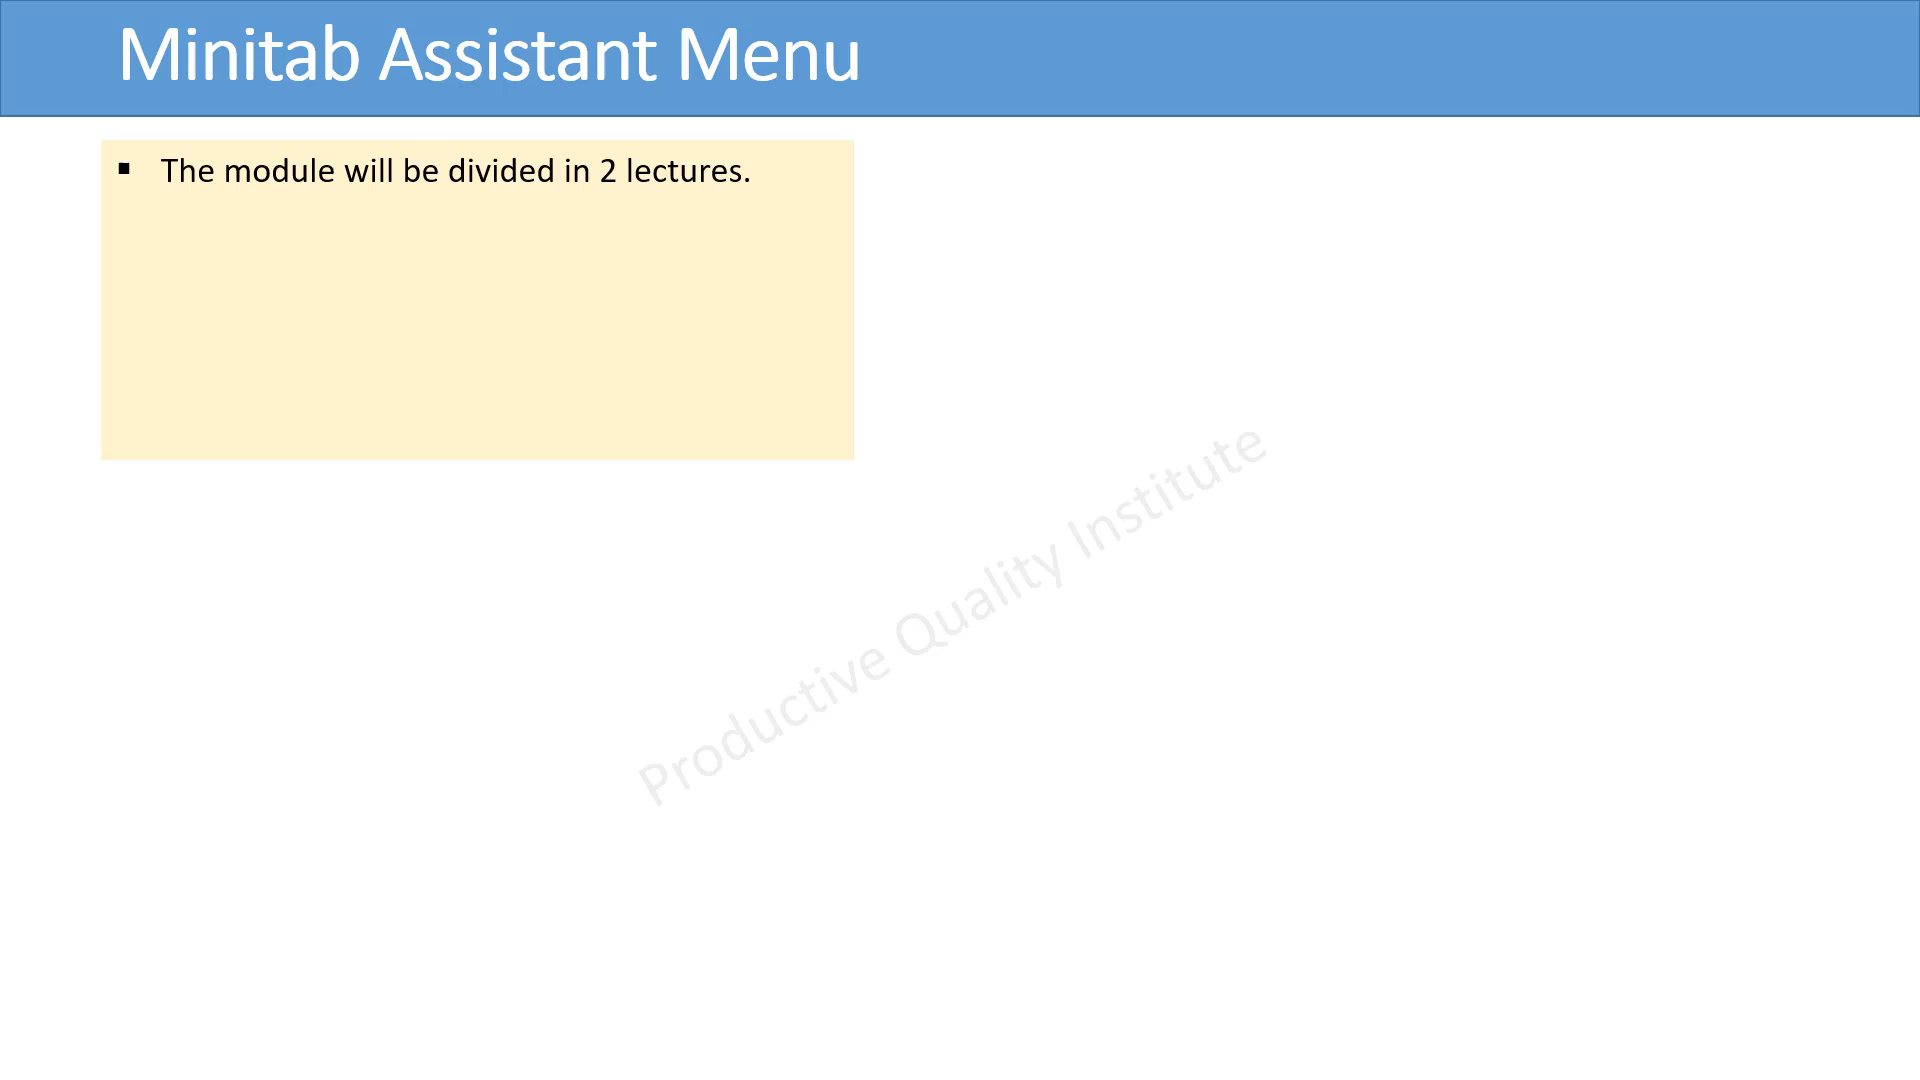 Minitab Assistant Menu
▪ The module will be divided in 2 lectures.
Productive Quality Institute